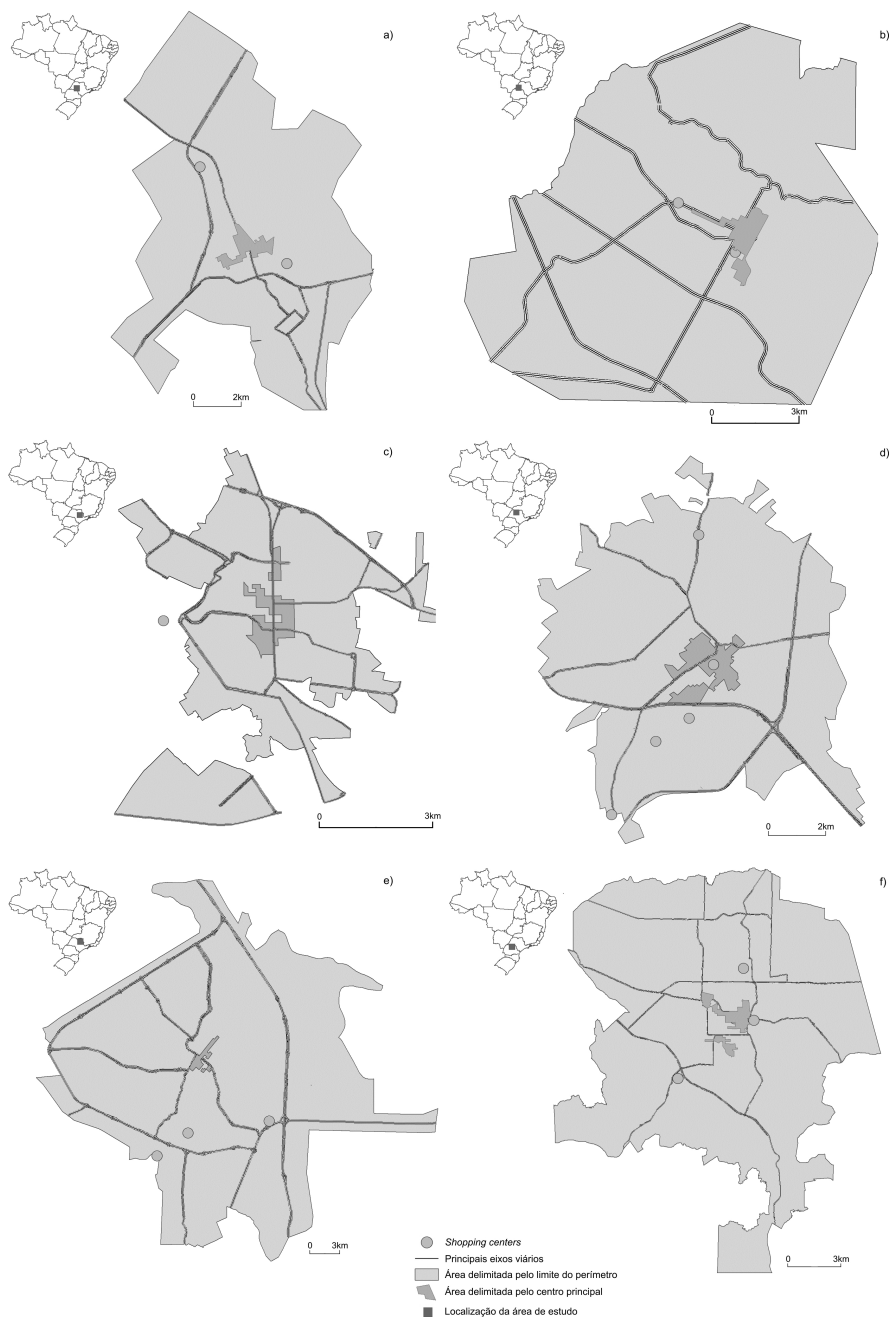 a)
b)
0 2km
0 3km
c)
d)
0 3km
0 2km
e)
f)
0 3km
0 3km
Shopping centers
Principais eixos viários
Área delimitada pelo limite do perímetro
Área delimitada pelo centro principal
Localização da área de estudo